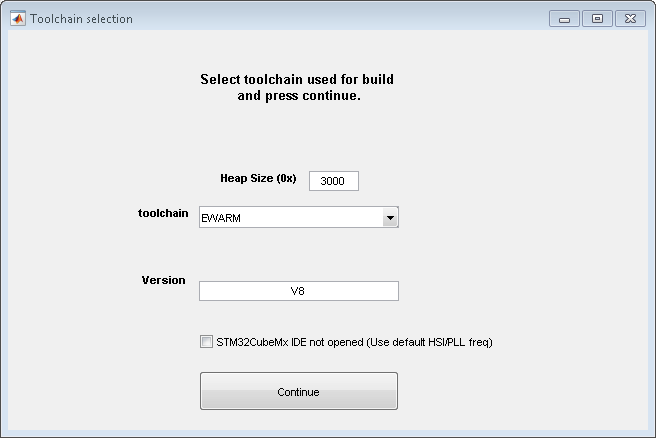 Toolchain selection
Select toolchain used for build
and press continue.
Heap Size (0x) 3000
toolchain EWARM
Version V8
STM32CubeMx IDE not opened (Use default HSI/PLL freq)
Continue